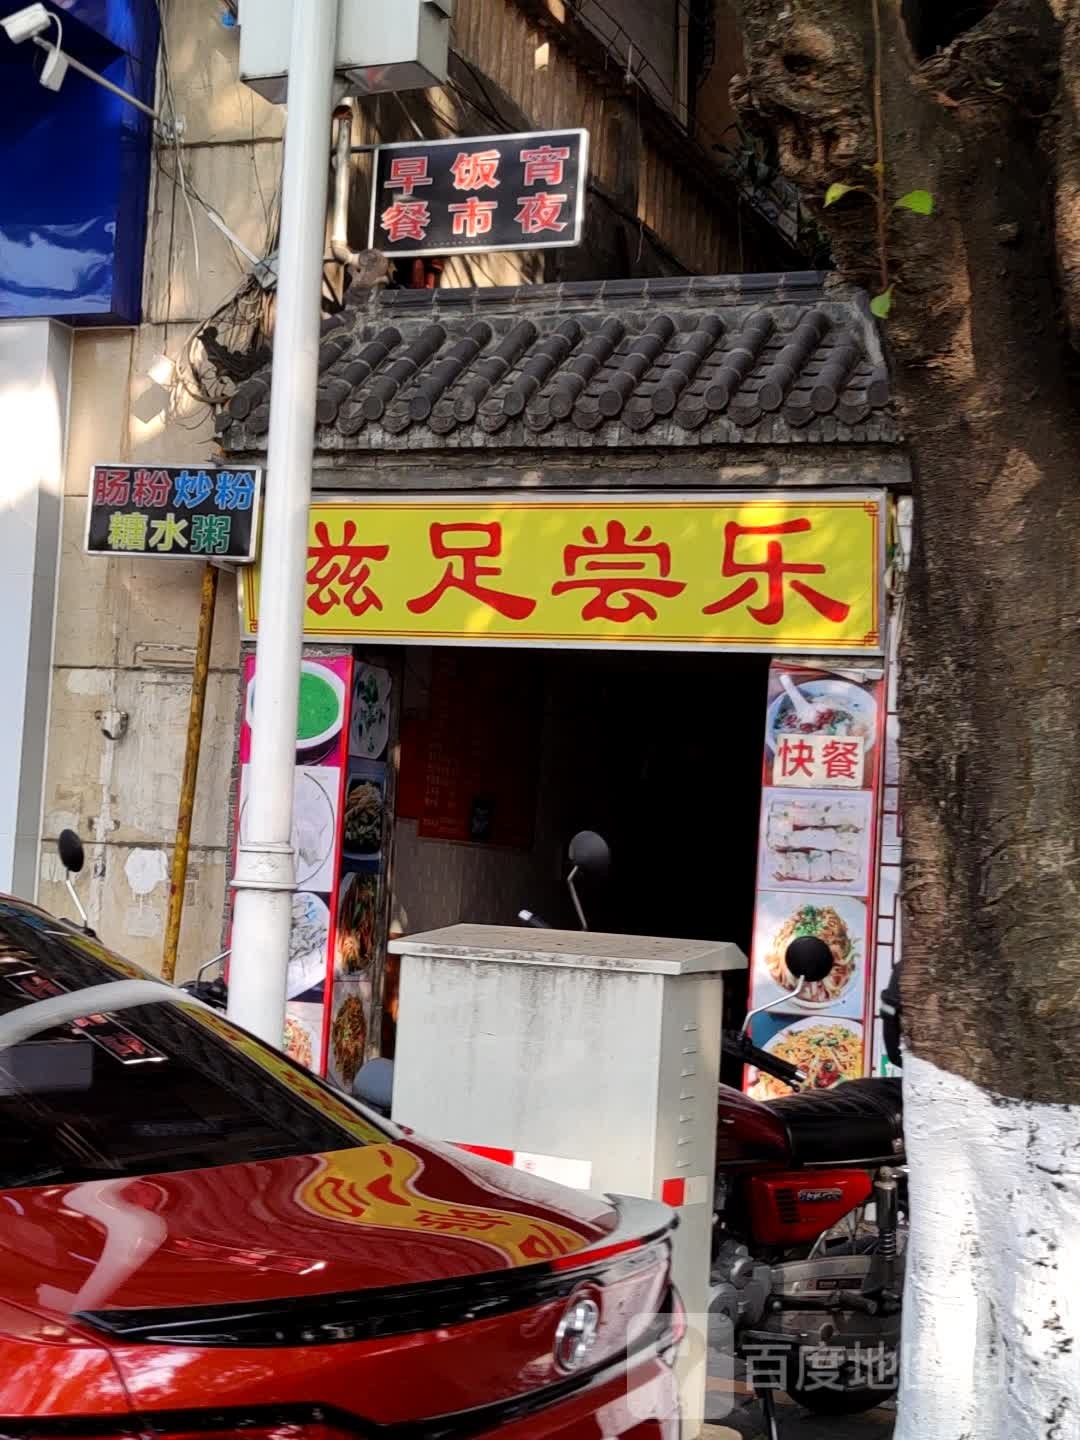 早 饭 宵
餐 市 夜
肠粉炒粉
糖水粥
兹足尝乐
快餐
百度地